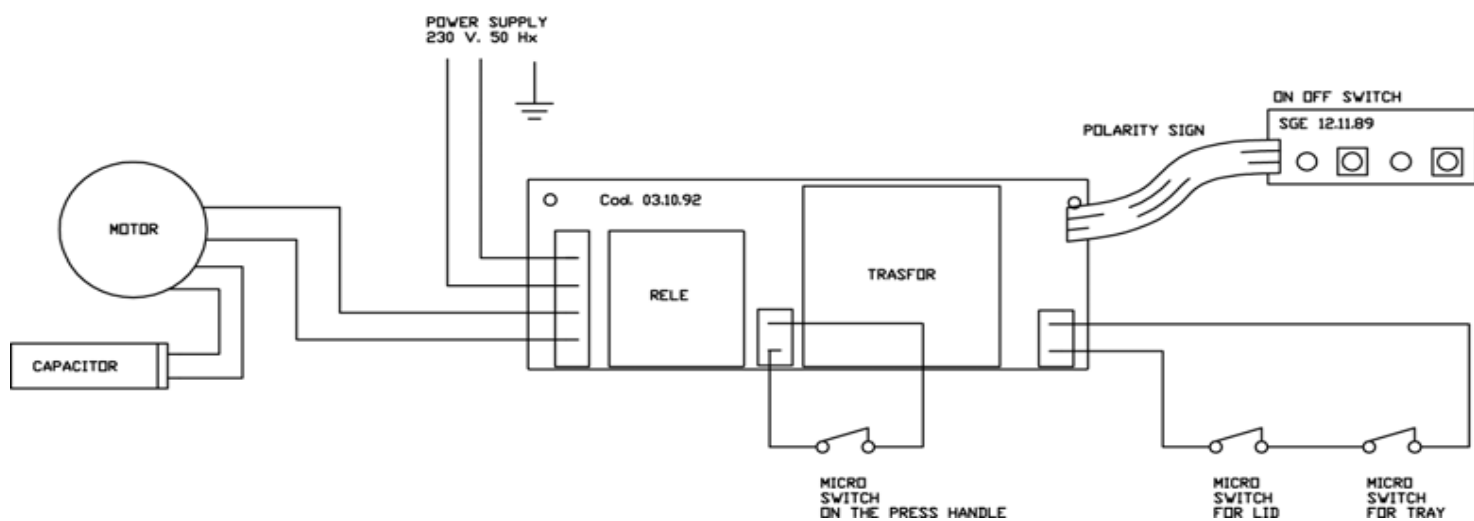 POWER SUPPLY
230 V. 50 Hx
ON OFF SWITCH
SGE 12.11.89
POLARITY SIGN
Cod. 03.10.92
MOTOR
TRASFOR
RELE
CAPACITOR
MICRO
SWITCH
ON THE PRESS HANDLE
MICRO
SWITCH
FOR LID
MICRO
SWITCH
FOR TRAY